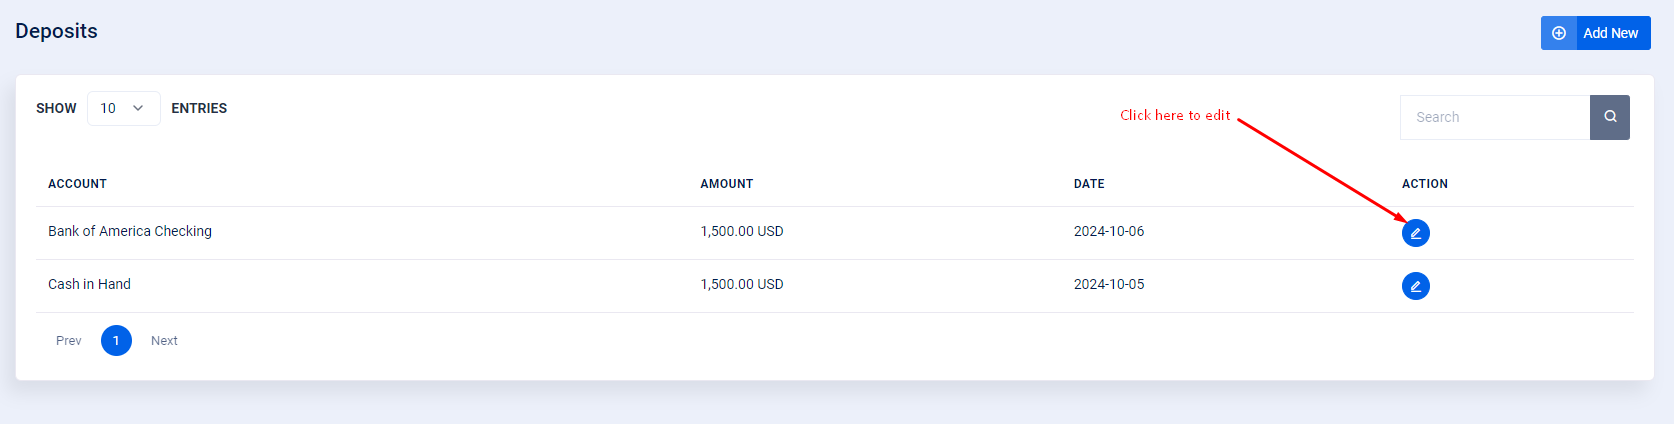 Deposits
Add New
SHOW 10 ENTRIES
Click here to edit
Search
ACCOUNT AMOUNT DATE ACTION
Bank of America Checking 1,500.00 USD 2024-10-06
Cash in Hand 1,500.00 USD 2024-10-05
Prev 1 Next